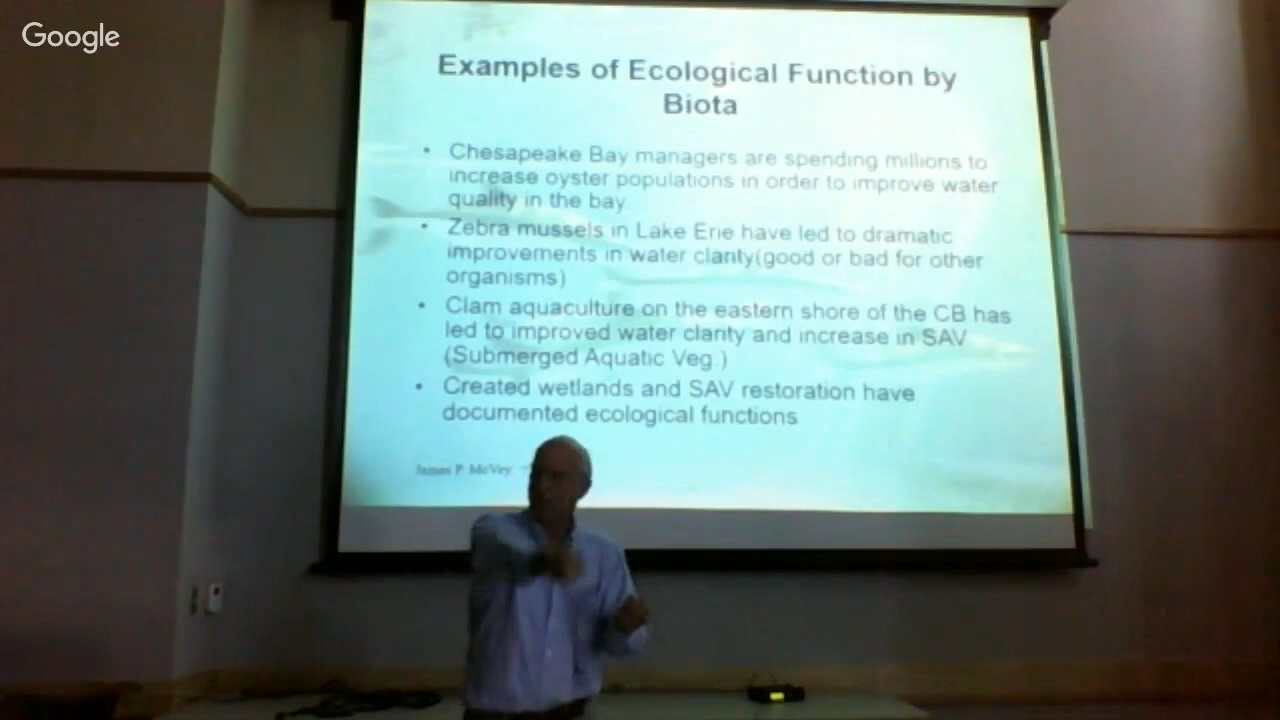 Google
Examples of Ecological Function by
Biota
• Chesapeake Bay managers are spending millions to
increase oyster populations in order to improve water
quality in the bay
• Zebra mussels in Lake Erie have led to dramatic
improvements in water clarity(good or bad for other
organisms)
• Clam aquaculture on the eastern shore of the CB has
led to improved water clarity and increase in SAV
(Submerged Aquatic Veg.)
• Created wetlands and SAV restoration have
documented ecological functions
James P. McVey